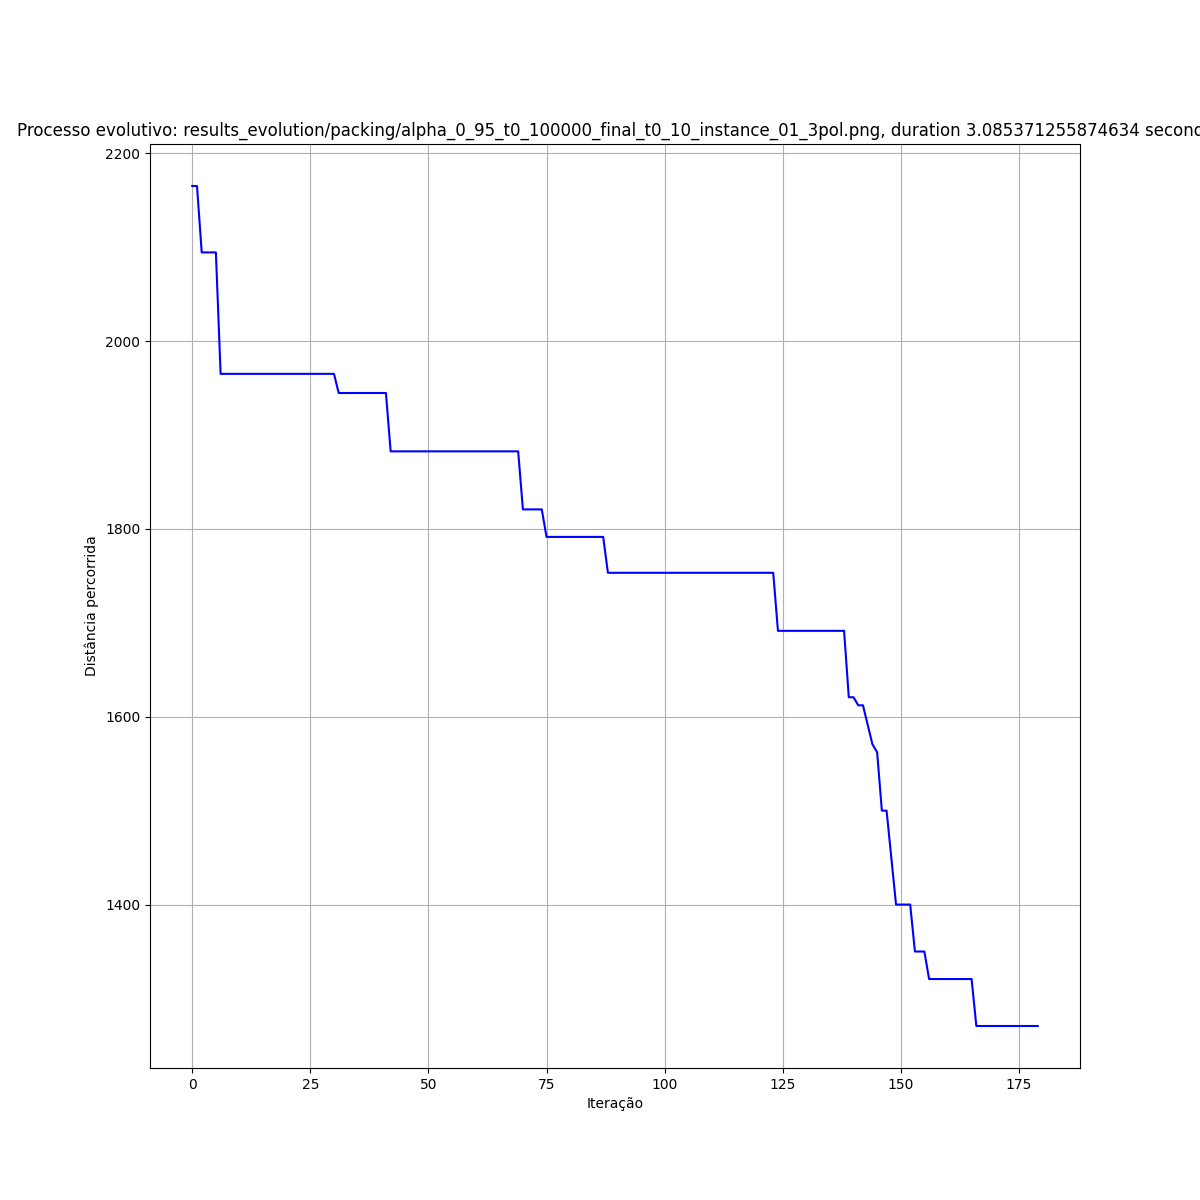 Processo evolutivo: results_evolution/packing/alpha_0_95_t0_100000_final_t0_10_instance_01_3pol.png, duration 3.085371255874634 secon
2200
2000
1800
1600
1400
Distância percorrida
0 25 50 75 100 125 150 175
Iteração